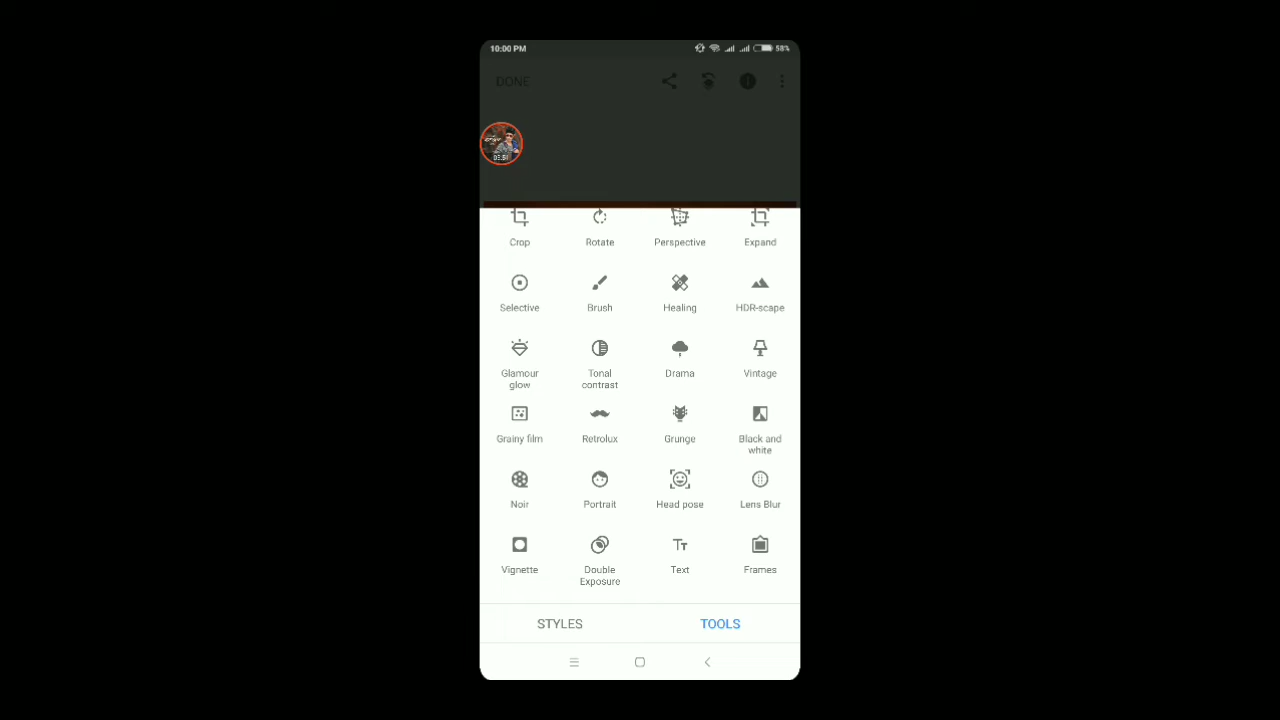 10:00 PM
58%
DONE
03:51
Crop
Rotate
Perspective
Expand
Selective
Brush
Healing
HDR-scape
Glamour
glow
Tonal
contrast
Drama
Vintage
Grainy film
Retrolux
Grunge
Black and
white
Noir
Portrait
Head pose
Lens Blur
Vignette
Double
Exposure
Text
Frames
STYLES
TOOLS